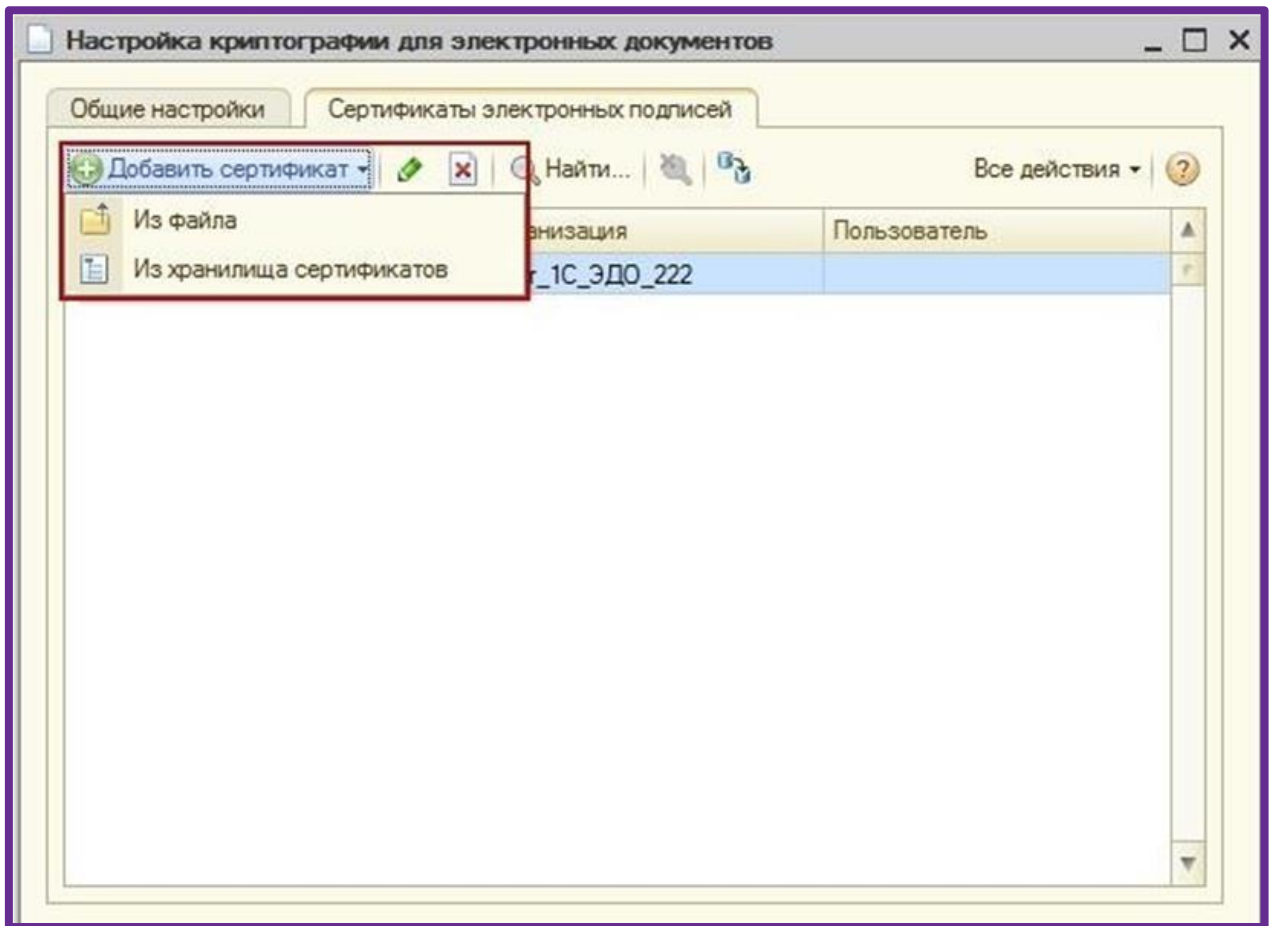 Настройка криптографии для электронных документов
Общие настройки Сертификаты электронных подписей
Добавить сертификат Найти... Все действия
Из файла
анизация Пользователь
Из хранилища сертификатов
_1С_ЭДО_222